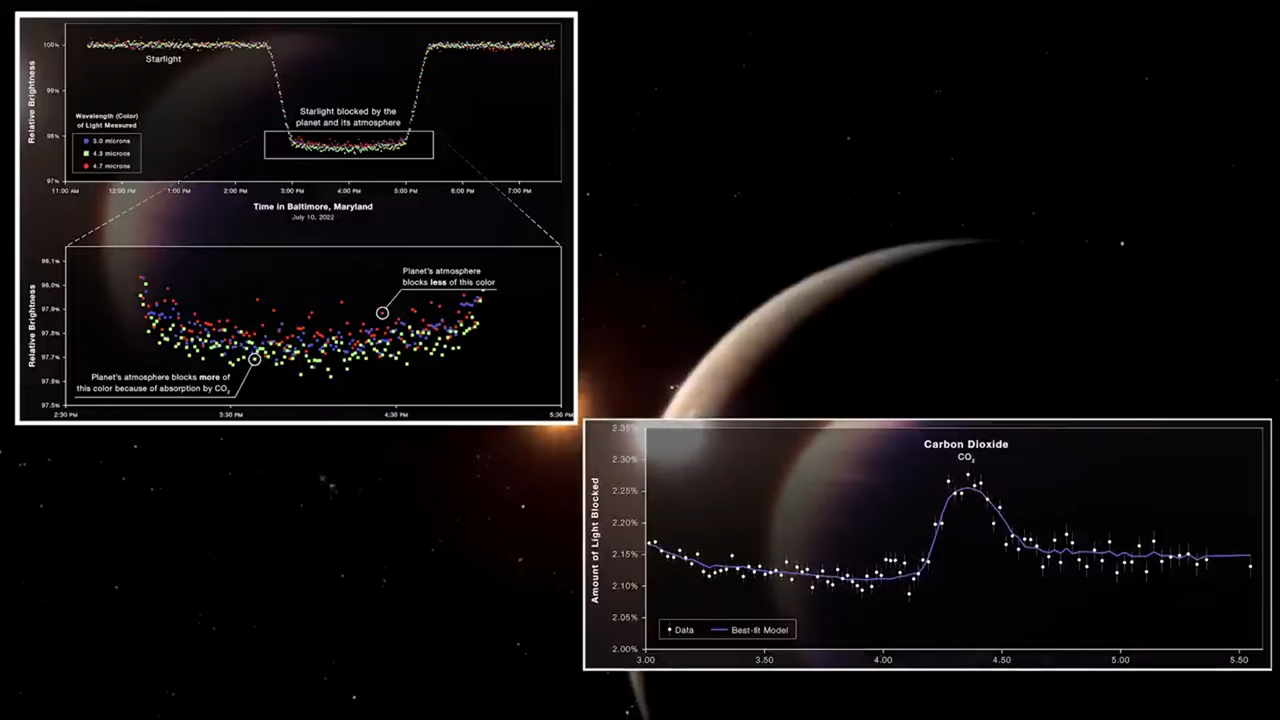 100%
Starlight
99%
Relative Brightness
Starlight blocked by the
planet and its atmosphere
Wavelength (Color)
of Light Measured
3.0 microns
4.3 microns
4.7 microns
98%
97%
11:00 AM 12:00 PM 1:00 PM 2:00 PM 3:00 PM 4:00 PM 5:00 PM 6:00 PM 7:00 PM
Time in Baltimore, Maryland
July 10, 2022
98.1%
98.0%
97.9%
97.8%
97.7%
97.6%
97.5%
Relative Brightness
Planet's atmosphere
blocks less of this color
Planet's atmosphere blocks more of
this color because of absorption by CO₂
2:30 PM 3:30 PM 4:30 PM 5:30 PM
Carbon Dioxide
CO₂
2.35%
2.30%
2.25%
2.20%
2.15%
2.10%
2.05%
2.00%
Amount of Light Blocked
Data Best-fit Model
3.00 3.50 4.00 4.50 5.00 5.50